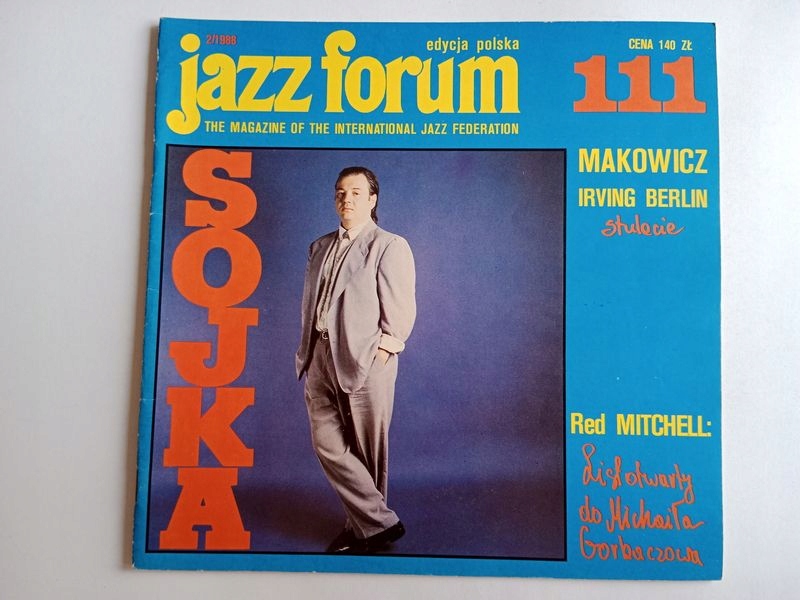 2/1988
edycja polska
CENA 140 ZŁ
jazz forum
111
THE MAGAZINE OF THE INTERNATIONAL JAZZ FEDERATION
SOJKA
MAKOWICZ
IRVING BERLIN
stulecie
Red MITCHELL:
List otwarty
do Michaiła
Gorbaczowa